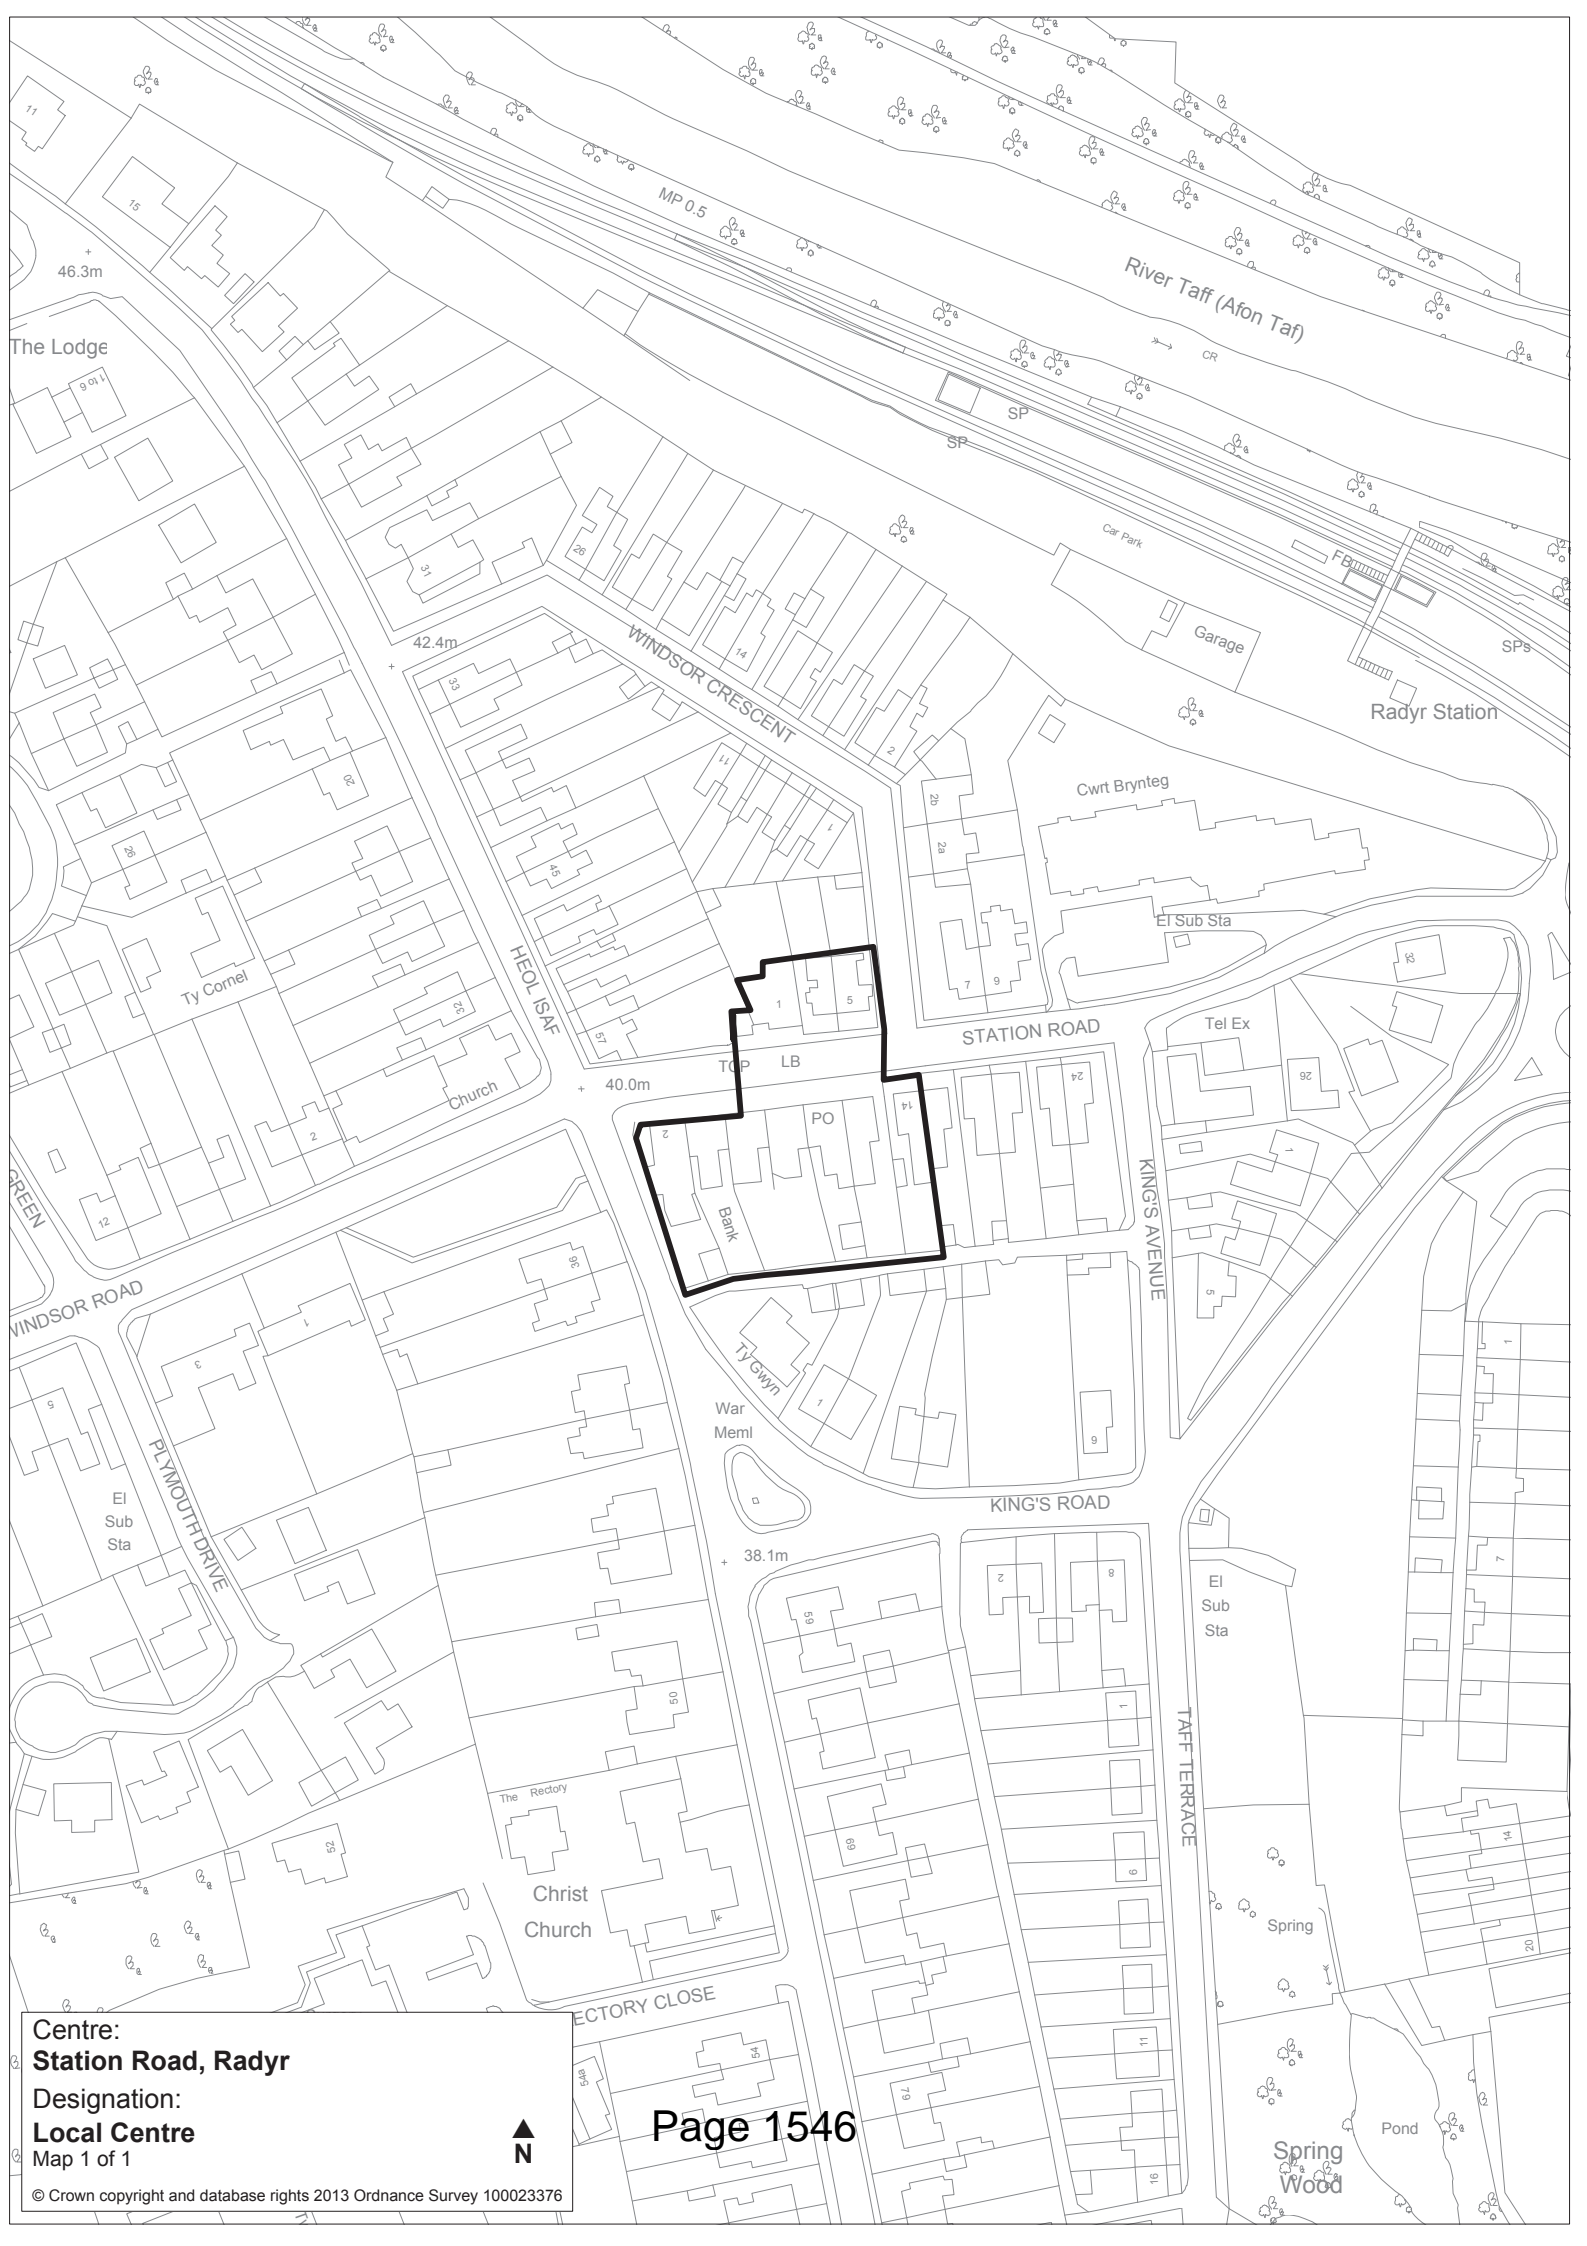 11
15
46.3m
The Lodge
1 to 6
MP 0.5
River Taff (Afon Taf)
CR
SP
SP
31
26
Car Park
FB
Garage
SPs
Radyr Station
42.4m
33
WINDSOR CRESCENT
14
2
11
1
2b
2a
Cwrt Brynteg
El Sub Sta
20
26
45
Ty Cornel
32
HEOL ISAF
57
1
5
7
9
32
STATION ROAD
Tel Ex
TCP
LB
40.0m
Church
2
12
24
26
14
PO
2
Bank
1
5
KING'S AVENUE
GREEN
WINDSOR ROAD
36
1
3
5
Ty Gwyn
1
9
War
Meml
PLYMOUTH DRIVE
El
Sub
Sta
KING'S ROAD
38.1m
2
8
59
1
7
El
Sub
Sta
50
1
TAFF TERRACE
The Rectory
52
69
9
14
20
Christ
Church
Spring
ECTORY CLOSE
54
54a
67
11
16
Pond
Spring
Wood
Centre:
Station Road, Radyr
Designation:
Local Centre
Map 1 of 1
N
© Crown copyright and database rights 2013 Ordnance Survey 100023376
Page 1546